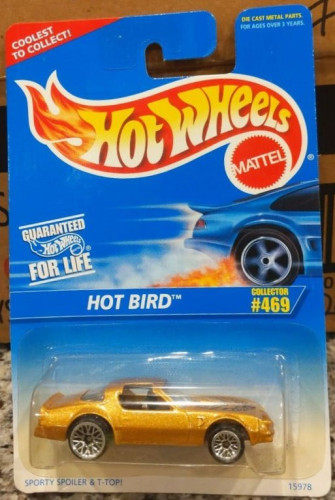 COOLEST
TO COLLECT!
DIE CAST METAL PARTS.
FOR AGES OVER 3 YEARS.
Hot Wheels
MATTEL
GUARANTEED
Hot Wheels
FOR LIFE
HOT BIRD™
COLLECTOR
#469
SPORTY SPOILER & T-TOP!
15978